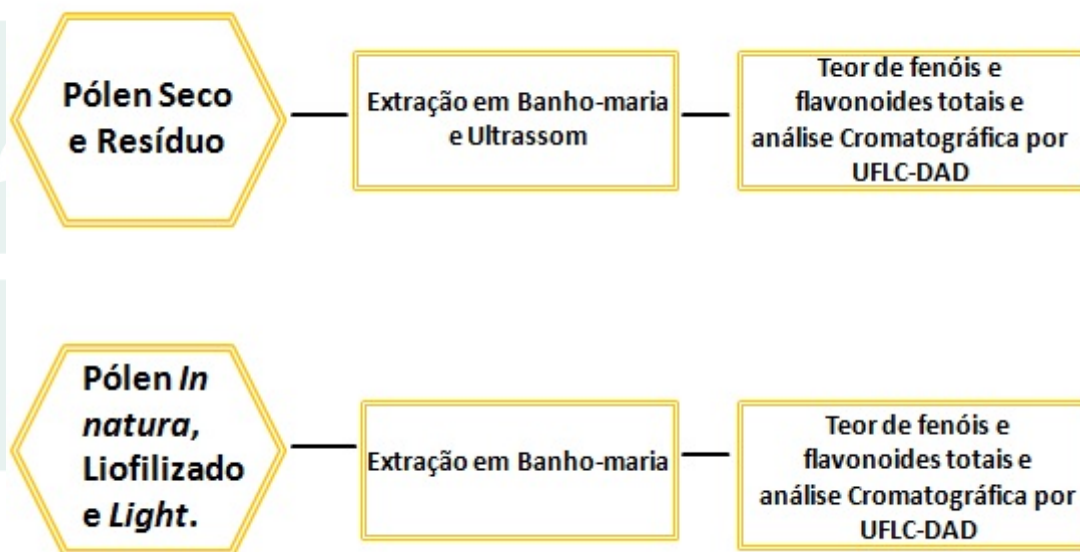 Pólen Seco
e Resíduo
Extração em Banho-maria
e Ultrassom
Teor de fenóis e
flavonoides totais e
análise Cromatográfica por
UFLC-DAD
Pólen In
natura,
Liofilizado
e Light.
Extração em Banho-maria
Teor de fenóis e
flavonoides totais e
análise Cromatográfica por
UFLC-DAD